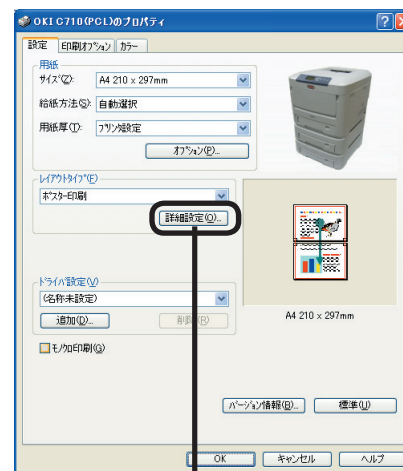 OKI C710(PCL)のプロパティ
設定 印刷オプション カラー
用紙
サイズ(Z): A4 210 x 297mm
給紙方法(S): 自動選択
用紙厚(T): プリンタ設定
オプション(P)...
レイアウトタイプ(E)
ポスター印刷
詳細設定(O)...
ドライバ設定(V)
(名称未設定)
追加(D)... 削除(R)
A4 210 x 297mm
モノクロ印刷(G)
バージョン情報(B)... 標準(U)
OK キャンセル ヘルプ